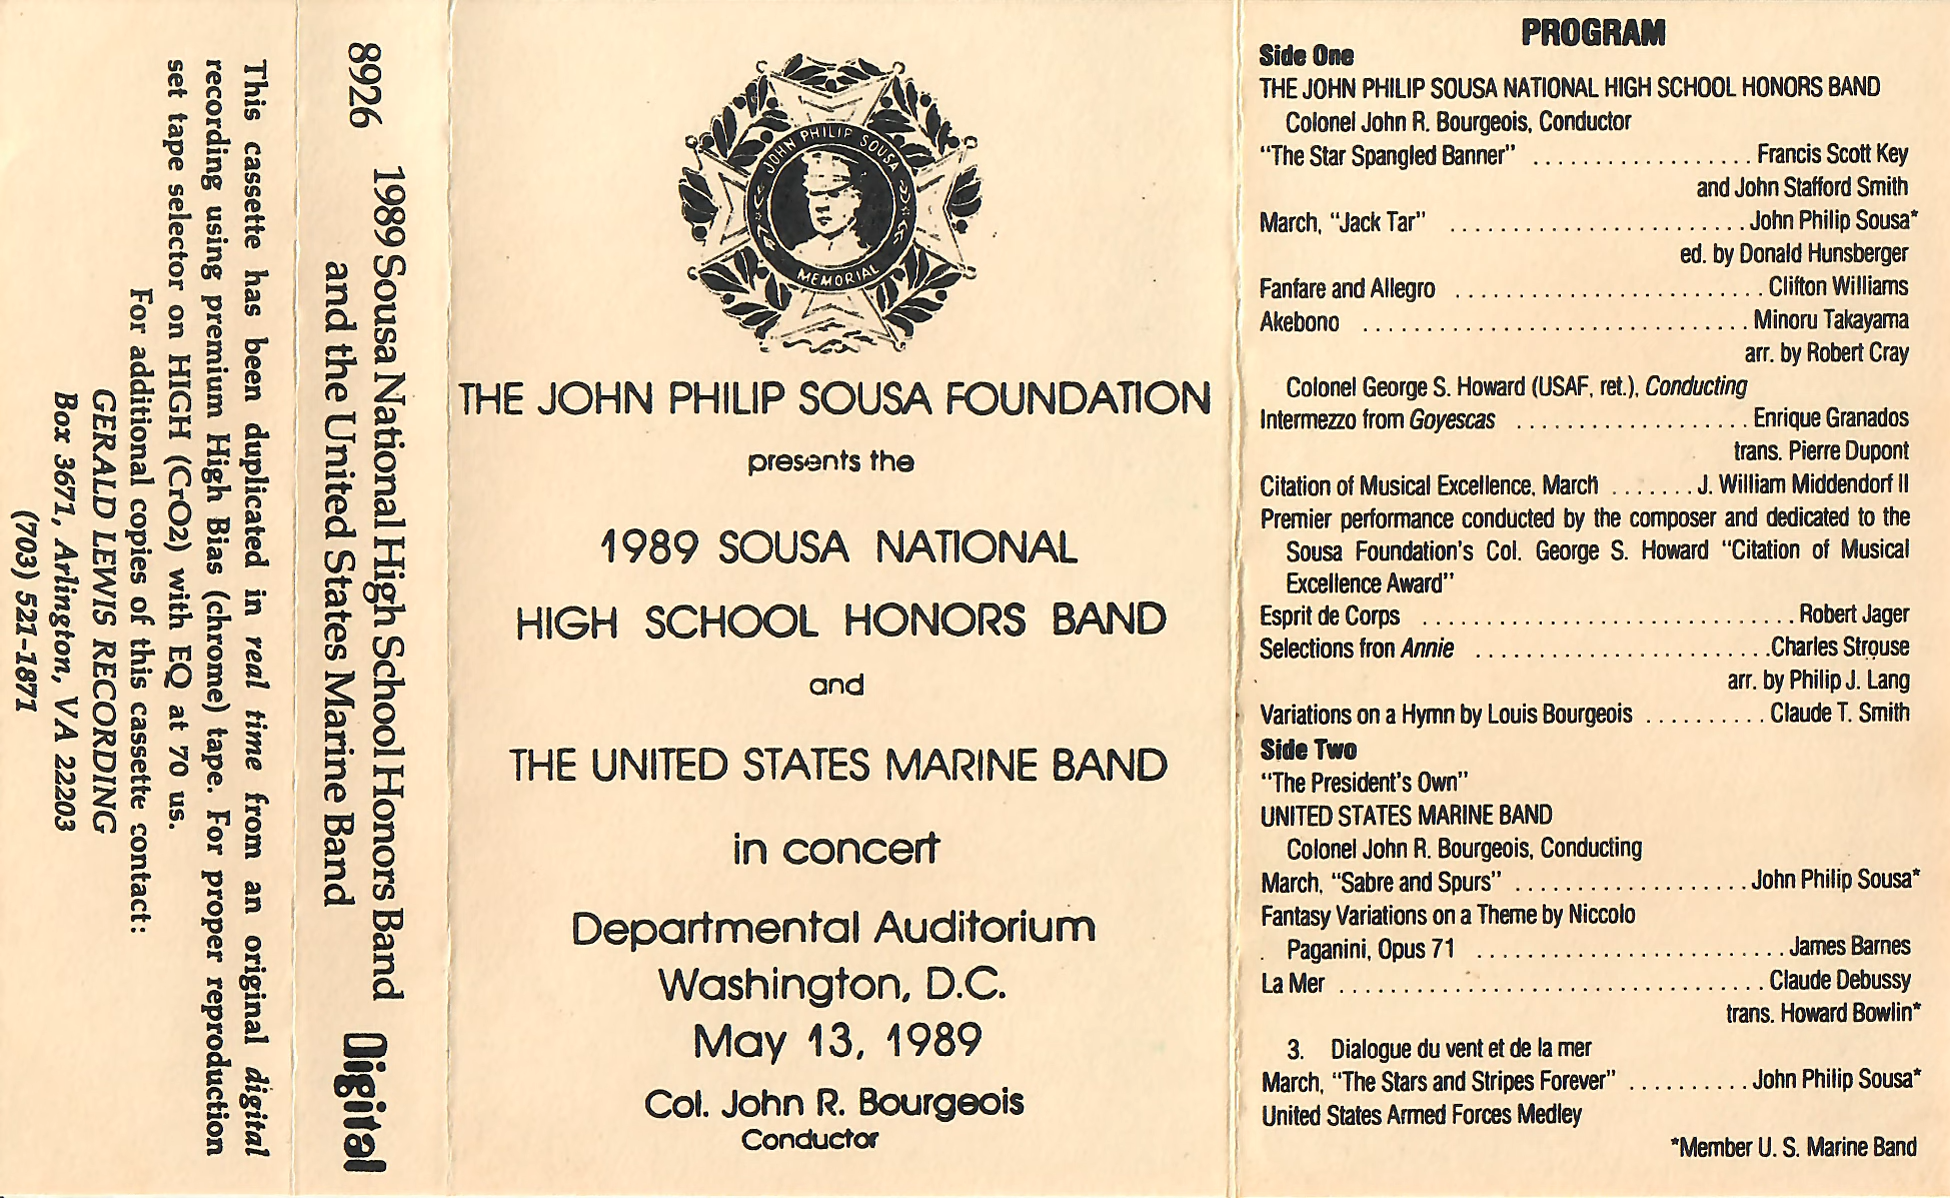 This cassette has been duplicated in real time from an original digital
recording using premium High Bias (chrome) tape. For proper reproduction
set tape selector on HIGH (CrO2) with EQ at 70 us.
For additional copies of this cassette contact:
GERALD LEWIS RECORDING
Box 3671, Arlington, VA 22203
(703) 521-1871
8926 1989 Sousa National High School Honors Band
and the United States Marine Band
Digital
JOHN PHILIP SOUSA
MEMORIAL
THE JOHN PHILIP SOUSA FOUNDATION
presents the
1989 SOUSA NATIONAL
HIGH SCHOOL HONORS BAND
and
THE UNITED STATES MARINE BAND
in concert
Departmental Auditorium
Washington, D.C.
May 13, 1989
Col. John R. Bourgeois
Conductor
PROGRAM
Side One
THE JOHN PHILIP SOUSA NATIONAL HIGH SCHOOL HONORS BAND
Colonel John R. Bourgeois, Conductor
"The Star Spangled Banner" ................... Francis Scott Key
and John Stafford Smith
March, "Jack Tar" ......................... John Philip Sousa*
ed. by Donald Hunsberger
Fanfare and Allegro ......................... Clifton Williams
Akebono ................................ Minoru Takayama
arr. by Robert Cray
Colonel George S. Howard (USAF, ret.), Conducting
Intermezzo from Goyescas ................... Enrique Granados
trans. Pierre Dupont
Citation of Musical Excellence, March ....... J. William Middendorf II
Premier performance conducted by the composer and dedicated to the
Sousa Foundation's Col. George S. Howard "Citation of Musical
Excellence Award"
Esprit de Corps ............................... Robert Jager
Selections fron Annie ........................ Charles Strouse
arr. by Philip J. Lang
Variations on a Hymn by Louis Bourgeois .......... Claude T. Smith
Side Two
"The President's Own"
UNITED STATES MARINE BAND
Colonel John R. Bourgeois, Conducting
March, "Sabre and Spurs" ................... John Philip Sousa*
Fantasy Variations on a Theme by Niccolo
Paganini, Opus 71 ......................... James Barnes
La Mer ................................... Claude Debussy
trans. Howard Bowlin*
3. Dialogue du vent et de la mer
March, "The Stars and Stripes Forever" .......... John Philip Sousa*
United States Armed Forces Medley
*Member U. S. Marine Band